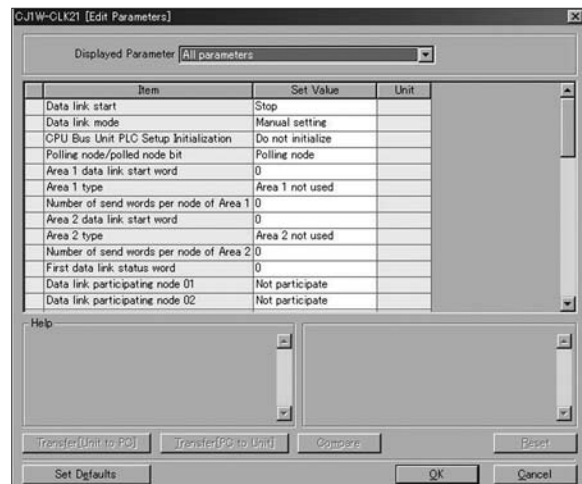 CJ1W-CLK21 [Edit Parameters]
Displayed Parameter All parameters
Item Set Value Unit
Data link start Stop
Data link mode Manual setting
CPU Bus Unit PLC Setup Initialization Do not initialize
Polling node/polled node bit Polling node
Area 1 data link start word 0
Area 1 type Area 1 not used
Number of send words per node of Area 1 0
Area 2 data link start word 0
Area 2 type Area 2 not used
Number of send words per node of Area 2 0
First data link status word 0
Data link participating node 01 Not participate
Data link participating node 02 Not participate
Help
Transfer[Unit to PC] Transfer[PC to Unit] Compare Reset
Set Defaults OK Cancel